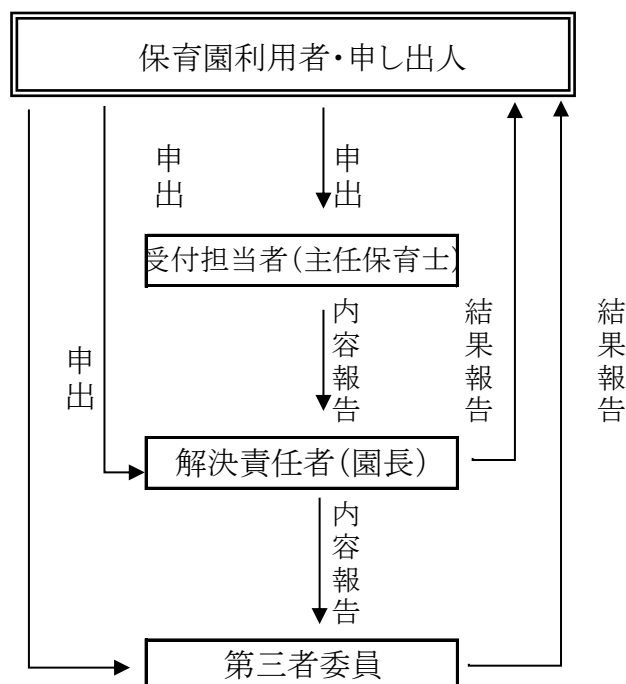 保育園利用者・申し出人
申出
申出
受付担当者(主任保育士)
内容報告
結果報告
結果報告
申出
解決責任者(園長)
内容報告
第三者委員